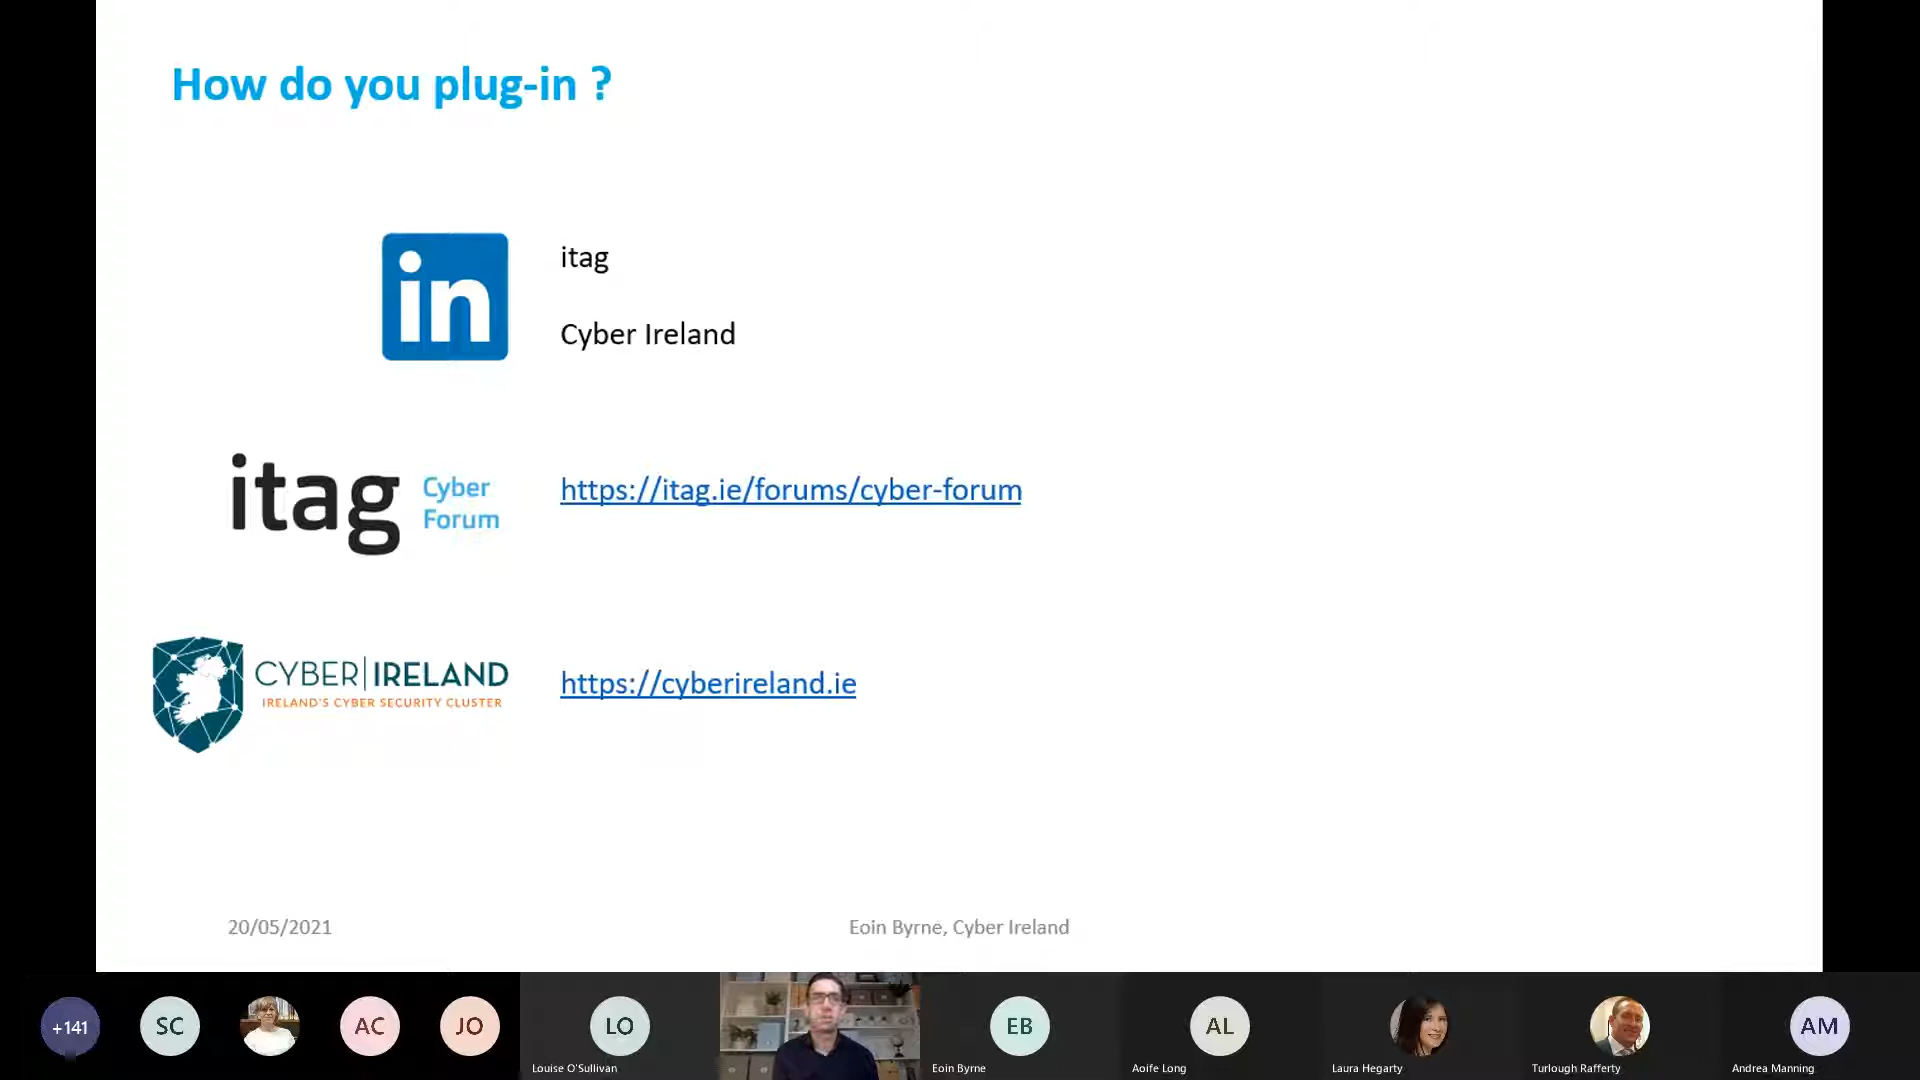 How do you plug-in ?
in
itag
Cyber Ireland
itag
Cyber
Forum
https://itag.ie/forums/cyber-forum
CYBER|IRELAND
IRELAND'S CYBER SECURITY CLUSTER
https://cyberireland.ie
20/05/2021
Eoin Byrne, Cyber Ireland
+141
SC
AC
JO
LO
EB
AL
AM
Louise O'Sullivan
Eoin Byrne
Aoife Long
Laura Hegarty
Turlough Rafferty
Andrea Manning